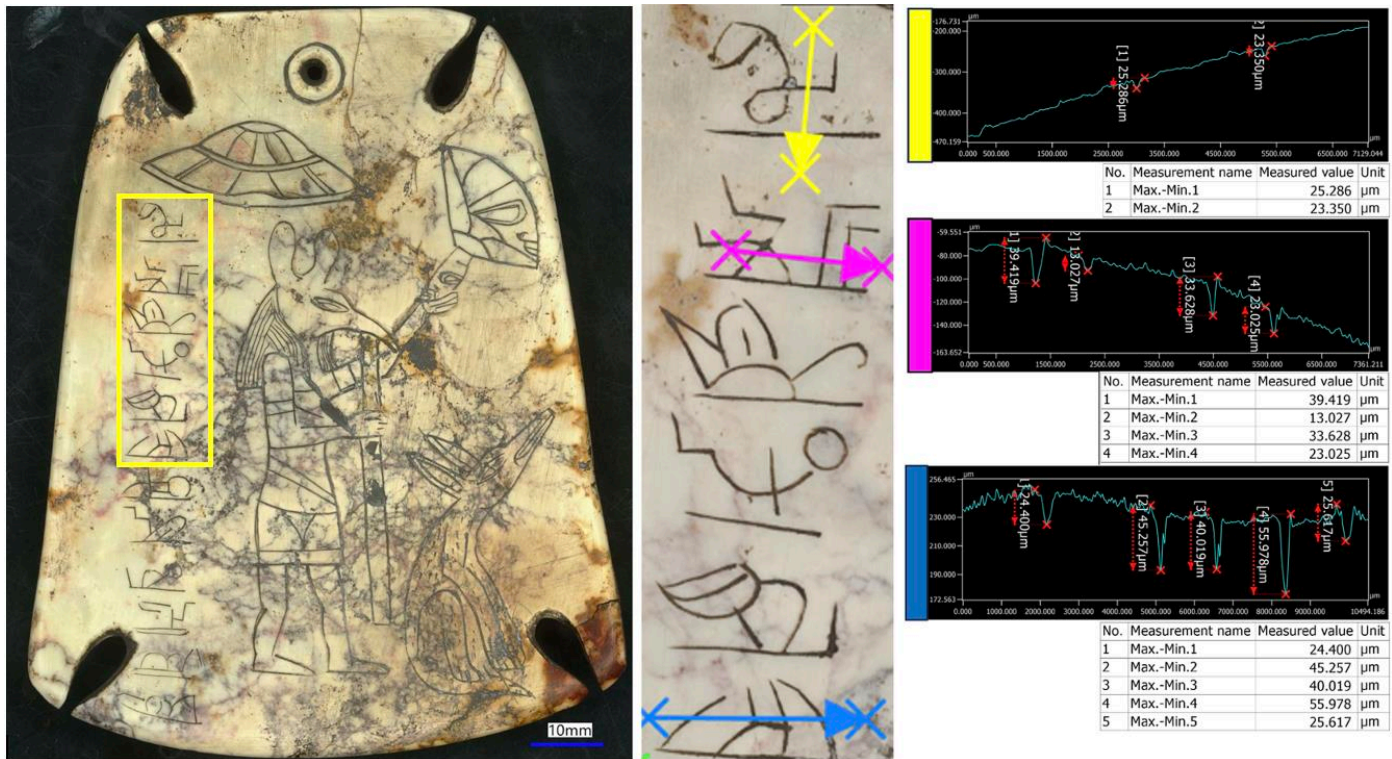 10mm
µm
-176.731
-200.000
-300.000
-400.000
-470.159
[1] 25.286µm
2] 23.350µm
0.000 500.000 1500.000 2500.000 3500.000 4500.000 5500.000 6500.000 7129.044
µm
No. Measurement name Measured value Unit
1 Max.-Min.1 25.286 µm
2 Max.-Min.2 23.350 µm
µm
-59.551
-80.000
-100.000
-120.000
-140.000
-163.652
1] 39.419µm
2] 13.027µm
[3] 33.628µm
[4] 23.025µm
0.000 500.000 1500.000 2500.000 3500.000 4500.000 5500.000 6500.000 7361.211
µm
No. Measurement name Measured value Unit
1 Max.-Min.1 39.419 µm
2 Max.-Min.2 13.027 µm
3 Max.-Min.3 33.628 µm
4 Max.-Min.4 23.025 µm
µm
256.465
230.000
210.000
190.000
172.563
1] 24.400µm
[2] 45.257µm
[3] 40.019µm
[4] 55.978µm
5] 25.617µm
0.000 1000.000 2000.000 3000.000 4000.000 5000.000 6000.000 7000.000 8000.000 9000.000 10494.186
µm
No. Measurement name Measured value Unit
1 Max.-Min.1 24.400 µm
2 Max.-Min.2 45.257 µm
3 Max.-Min.3 40.019 µm
4 Max.-Min.4 55.978 µm
5 Max.-Min.5 25.617 µm